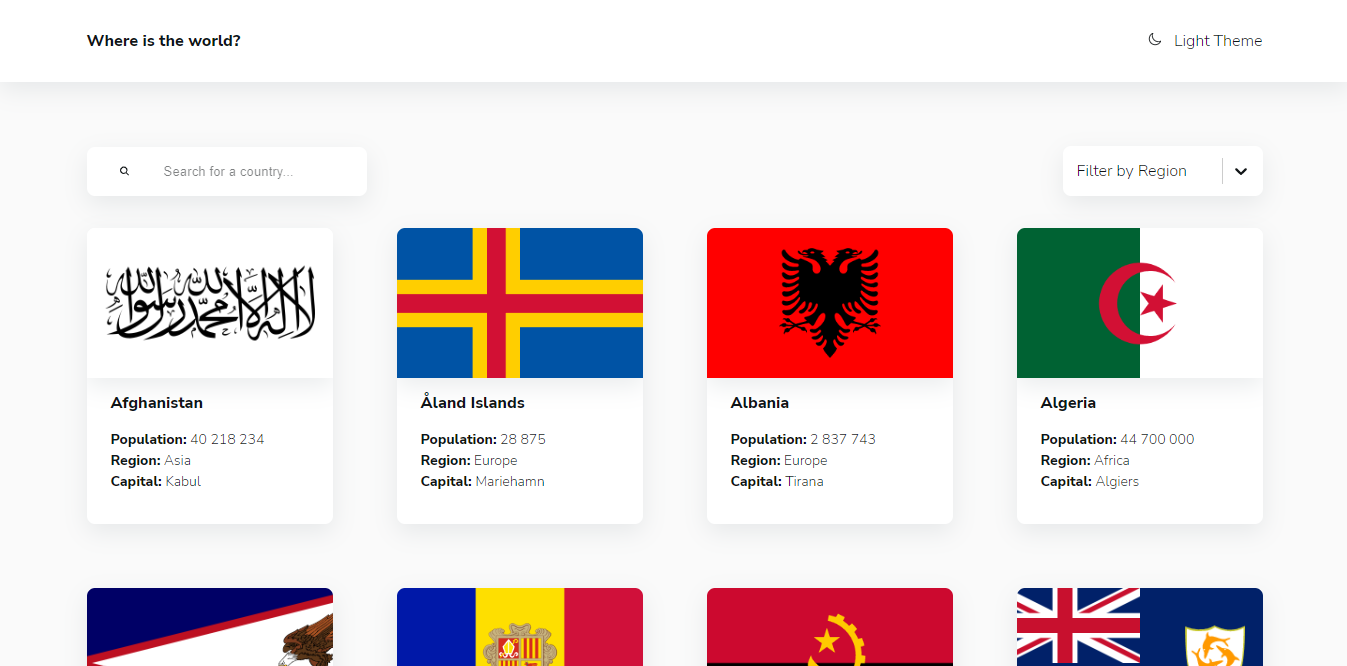 Where is the world?
Light Theme
Search for a country...
Filter by Region
لا إله إلا الله محمد رسول الله
Afghanistan
Population: 40 218 234
Region: Asia
Capital: Kabul
Åland Islands
Population: 28 875
Region: Europe
Capital: Mariehamn
Albania
Population: 2 837 743
Region: Europe
Capital: Tirana
Algeria
Population: 44 700 000
Region: Africa
Capital: Algiers